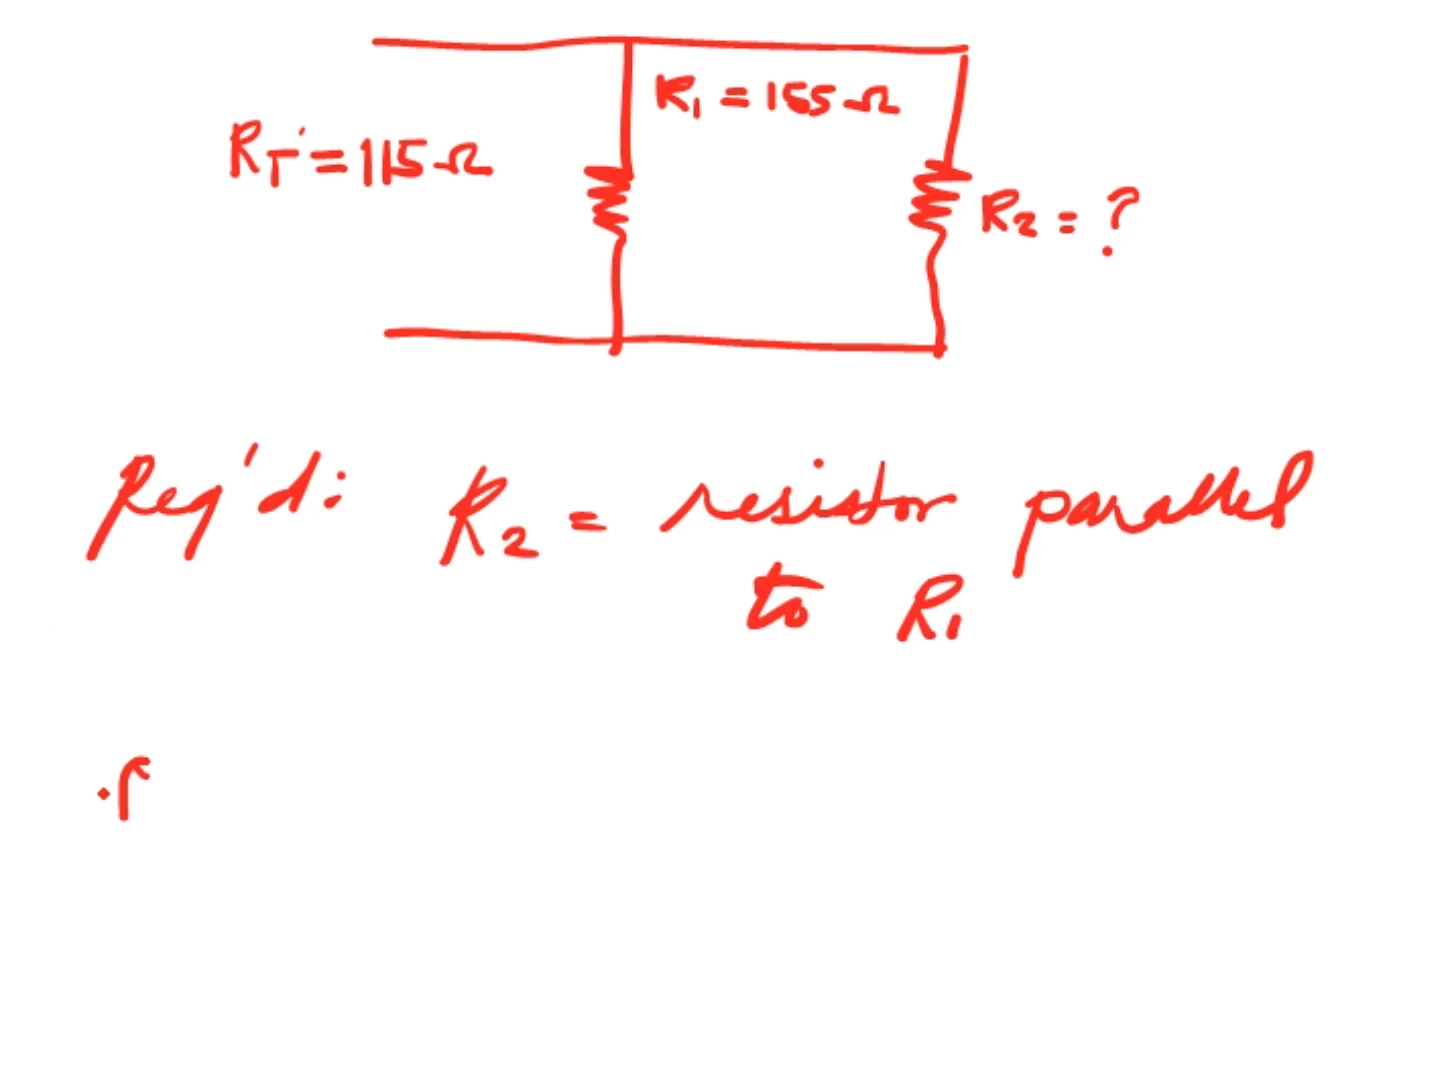 R₁ = 155 Ω
R_T = 115 Ω
R₂ = ?
Req'd: R₂ = resistor parallel
to R₁